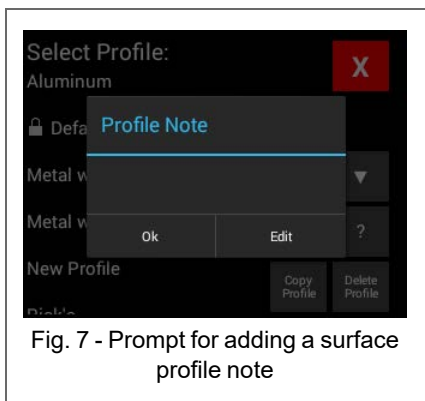 Select Profile:
X
Aluminum
Defa
Profile Note
Metal w
▼
Metal w
?
Ok
Edit
New Profile
Copy
Profile
Delete
Profile
Fig. 7 - Prompt for adding a surface
profile note